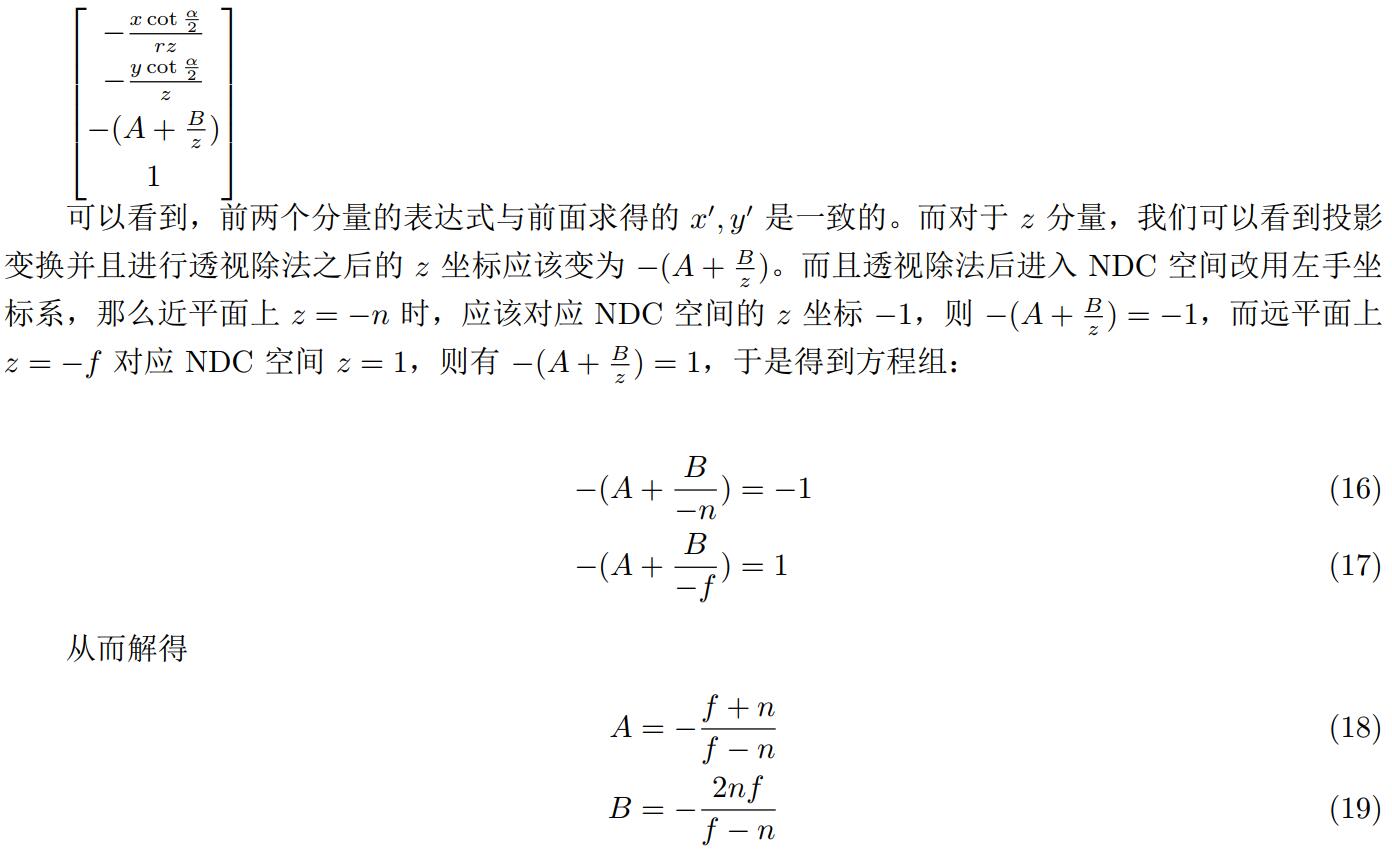 $\begin{bmatrix} -\frac{x \cot \frac{\alpha}{2}}{rz} \\ -\frac{y \cot \frac{\alpha}{2}}{z} \\ -(A + \frac{B}{z}) \\ 1 \end{bmatrix}$
可以看到，前两个分量的表达式与前面求得的 $x', y'$ 是一致的。而对于 $z$ 分量，我们可以看到投影
变换并且进行透视除法之后的 $z$ 坐标应该变为 $-(A + \frac{B}{z})$。而且透视除法后进入 NDC 空间改用左手坐
标系，那么近平面上 $z = -n$ 时，应该对应 NDC 空间的 $z$ 坐标 $-1$，则 $-(A + \frac{B}{z}) = -1$，而远平面上
$z = -f$ 对应 NDC 空间 $z = 1$，则有 $-(A + \frac{B}{z}) = 1$，于是得到方程组：
$-(A + \frac{B}{-n}) = -1$ (16)
$-(A + \frac{B}{-f}) = 1$ (17)
从而解得
$A = -\frac{f + n}{f - n}$ (18)
$B = -\frac{2nf}{f - n}$ (19)